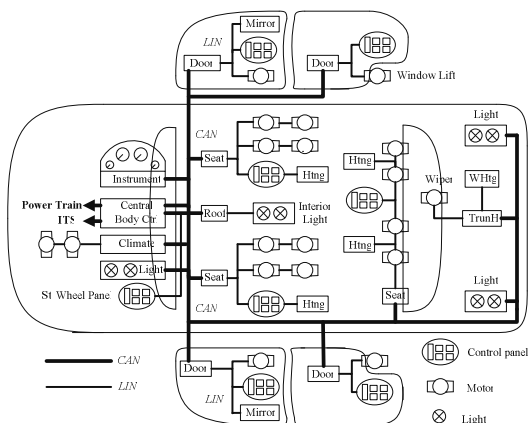 LIN
Mirror
Door
Door
Window Lift
CAN
Light
Seat
Htng
Htng
Instrument
Wiper
WHtg
Power Train
Central
ITS
Body Ctr
Roof
Interior
Light
TrunH
Climate
Htng
Light
Seat
Light
St Wheel Pane
CAN
Htng
Seat
CAN
LIN
Door
LIN
Mirror
Door
Control panel
Motor
Light